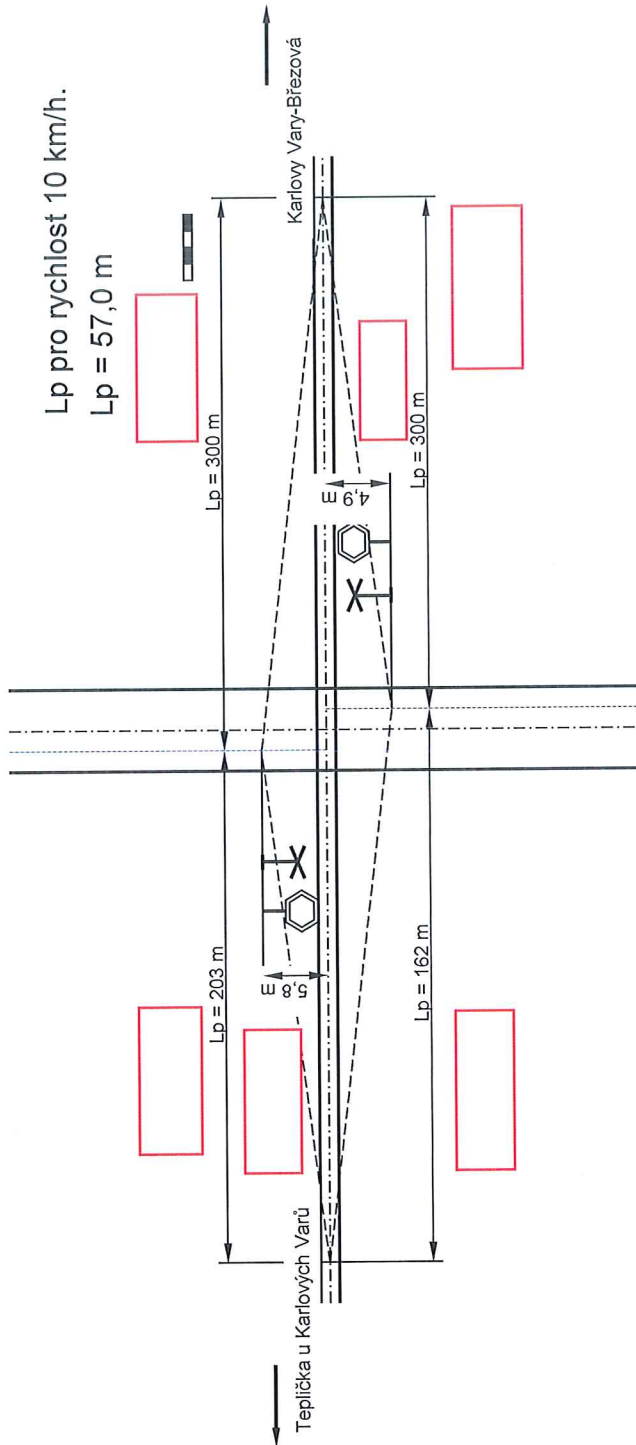 Lp pro rychlost 10 km/h.
Lp = 57,0 m
Karlovy Vary-Březová
Lp = 300 m
Lp = 203 m
4,9 m
5,8 m
Lp = 300 m
Lp = 162 m
Teplička u Karlových Varů